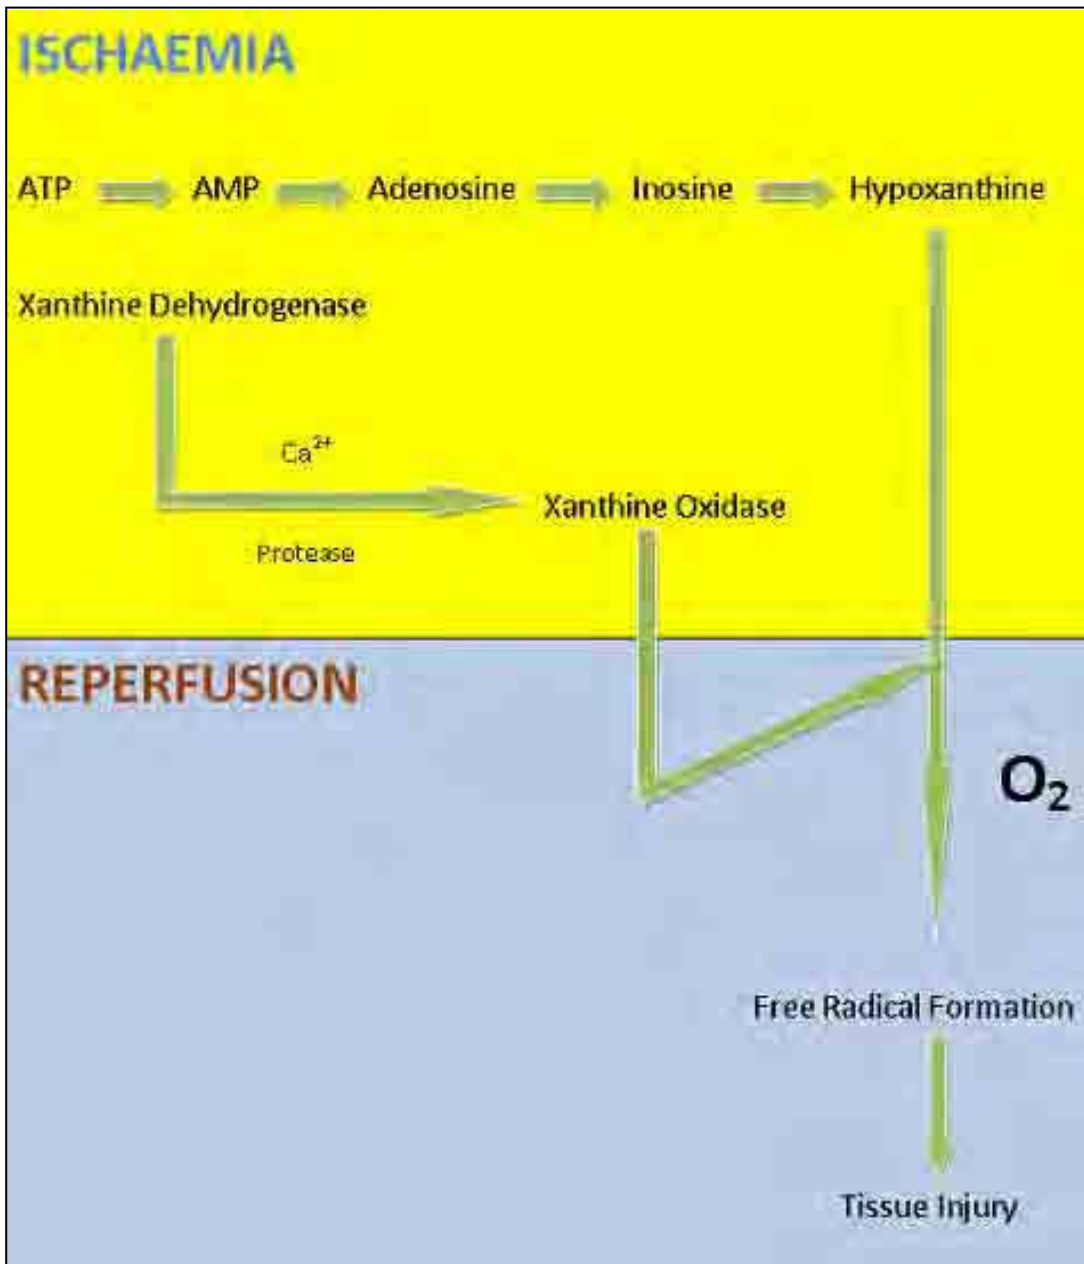 ISCHAEMIA
ATP AMP Adenosine Inosine Hypoxanthine
Xanthine Dehydrogenase
Ca²⁺
Xanthine Oxidase
Protease
REPERFUSION
O₂
Free Radical Formation
Tissue Injury